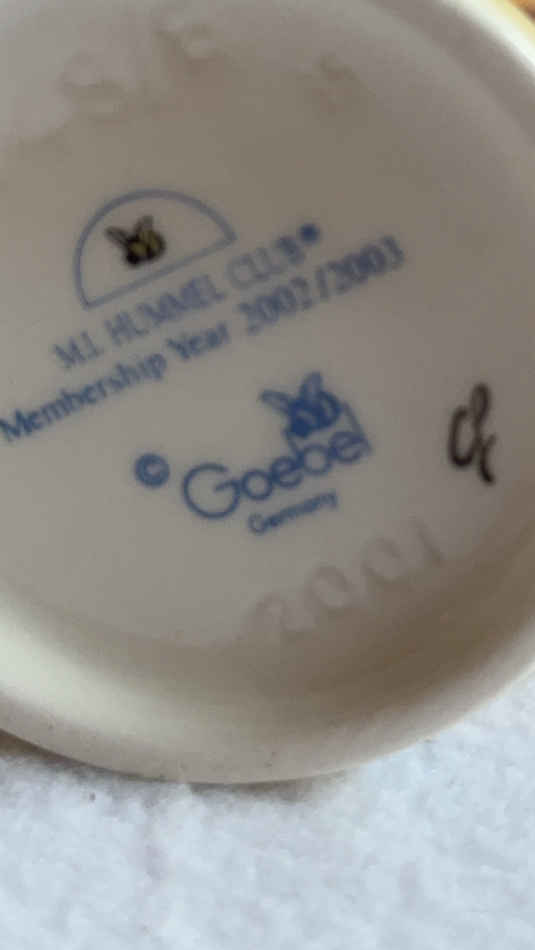 M.I. HUMMEL CLUB®
Membership Year 2002/2003
© Goebel
Germany
2001